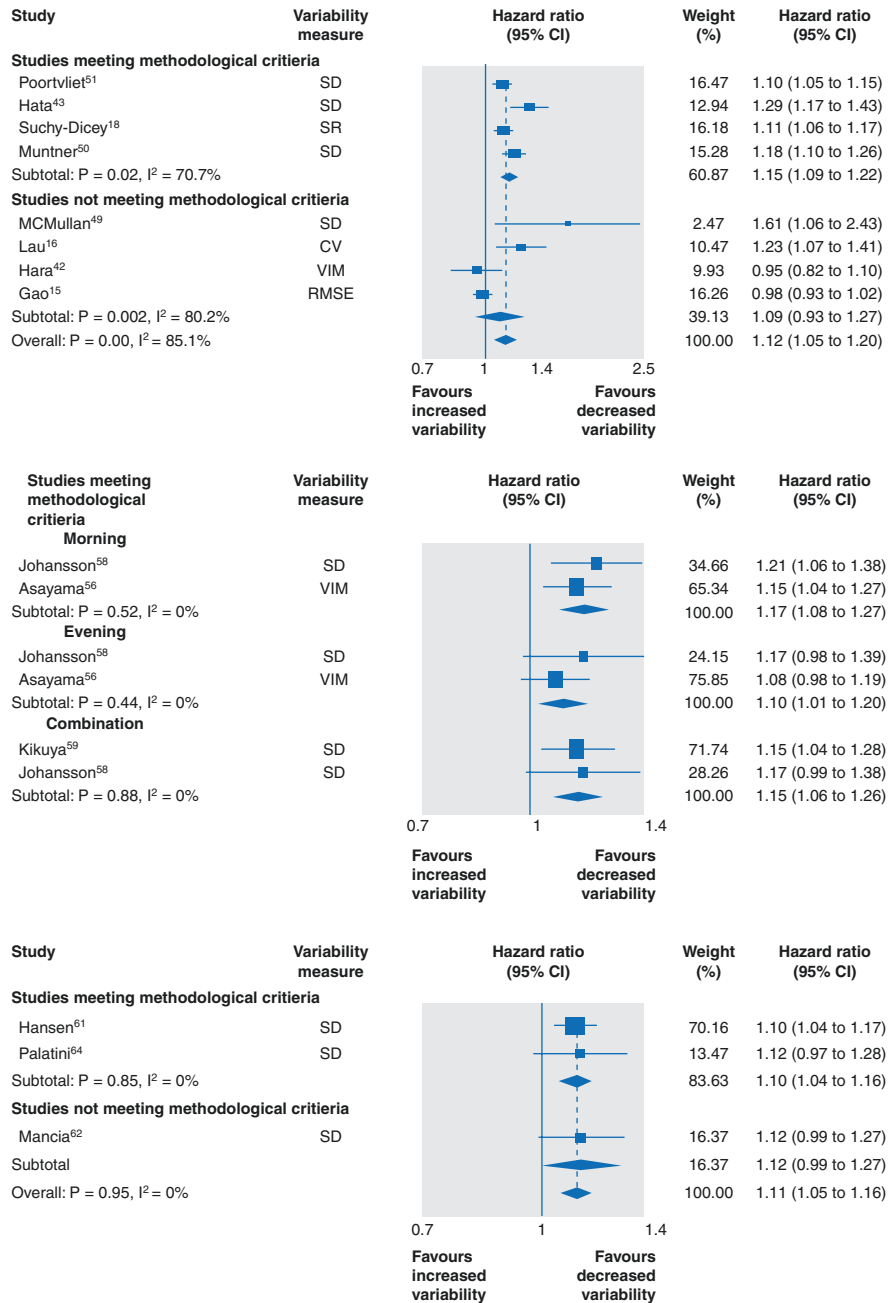 Study Variability measure Hazard ratio (95% CI) Weight (%) Hazard ratio (95% CI)
Studies meeting methodological critieria
Poortvliet51 SD 16.47 1.10 (1.05 to 1.15)
Hata43 SD 12.94 1.29 (1.17 to 1.43)
Suchy-Dicey18 SR 16.18 1.11 (1.06 to 1.17)
Muntner50 SD 15.28 1.18 (1.10 to 1.26)
Subtotal: P = 0.02, I2 = 70.7% 60.87 1.15 (1.09 to 1.22)
Studies not meeting methodological critieria
MCMullan49 SD 2.47 1.61 (1.06 to 2.43)
Lau16 CV 10.47 1.23 (1.07 to 1.41)
Hara42 VIM 9.93 0.95 (0.82 to 1.10)
Gao15 RMSE 16.26 0.98 (0.93 to 1.02)
Subtotal: P = 0.002, I2 = 80.2% 39.13 1.09 (0.93 to 1.27)
Overall: P = 0.00, I2 = 85.1% 100.00 1.12 (1.05 to 1.20)
0.7 1 1.4 2.5
Favours increased variability Favours decreased variability
Studies meeting methodological critieria Variability measure Hazard ratio (95% CI) Weight (%) Hazard ratio (95% CI)
Morning
Johansson58 SD 34.66 1.21 (1.06 to 1.38)
Asayama56 VIM 65.34 1.15 (1.04 to 1.27)
Subtotal: P = 0.52, I2 = 0% 100.00 1.17 (1.08 to 1.27)
Evening
Johansson58 SD 24.15 1.17 (0.98 to 1.39)
Asayama56 VIM 75.85 1.08 (0.98 to 1.19)
Subtotal: P = 0.44, I2 = 0% 100.00 1.10 (1.01 to 1.20)
Combination
Kikuya59 SD 71.74 1.15 (1.04 to 1.28)
Johansson58 SD 28.26 1.17 (0.99 to 1.38)
Subtotal: P = 0.88, I2 = 0% 100.00 1.15 (1.06 to 1.26)
0.7 1 1.4
Favours increased variability Favours decreased variability
Study Variability measure Hazard ratio (95% CI) Weight (%) Hazard ratio (95% CI)
Studies meeting methodological critieria
Hansen61 SD 70.16 1.10 (1.04 to 1.17)
Palatini64 SD 13.47 1.12 (0.97 to 1.28)
Subtotal: P = 0.85, I2 = 0% 83.63 1.10 (1.04 to 1.16)
Studies not meeting methodological critieria
Mancia62 SD 16.37 1.12 (0.99 to 1.27)
Subtotal 16.37 1.12 (0.99 to 1.27)
Overall: P = 0.95, I2 = 0% 100.00 1.11 (1.05 to 1.16)
0.7 1 1.4
Favours increased variability Favours decreased variability